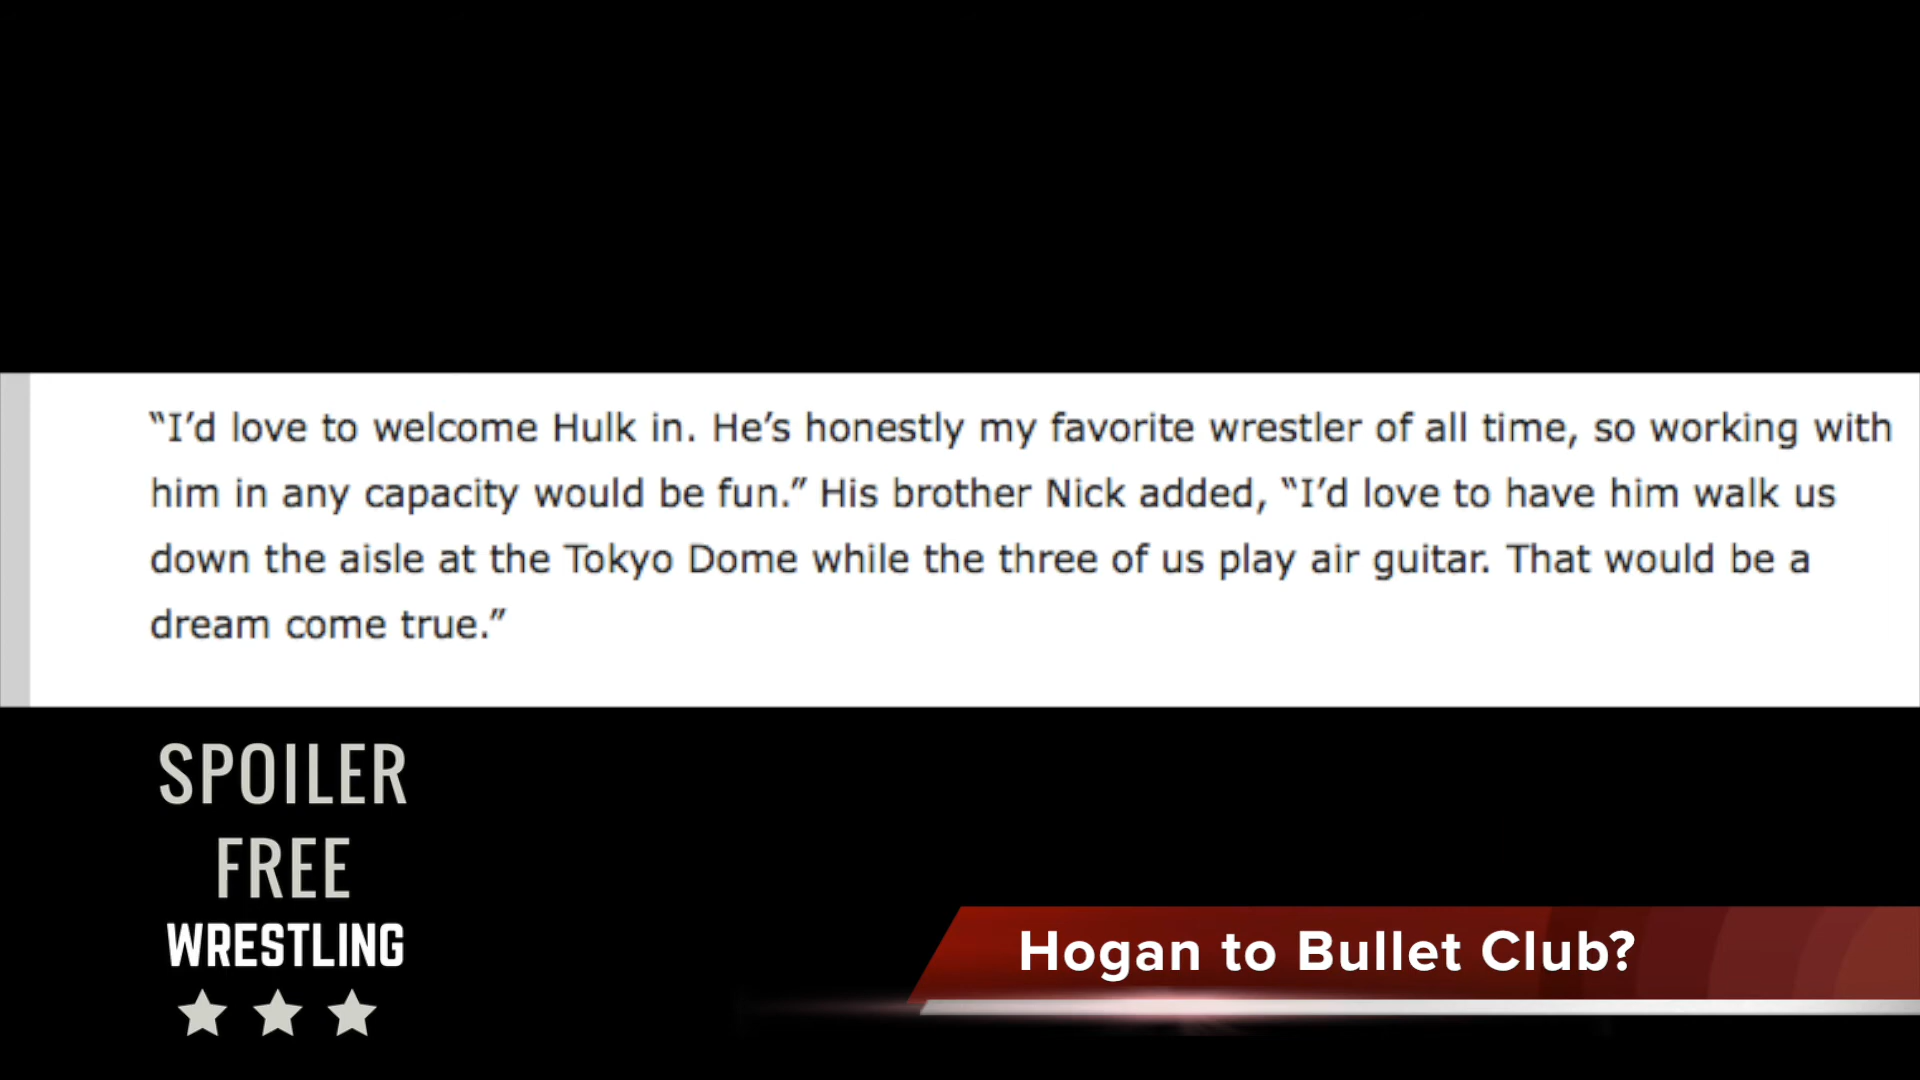 “I’d love to welcome Hulk in. He’s honestly my favorite wrestler of all time, so working with
him in any capacity would be fun.” His brother Nick added, “I’d love to have him walk us
down the aisle at the Tokyo Dome while the three of us play air guitar. That would be a
dream come true.”
SPOILER
FREE
WRESTLING
Hogan to Bullet Club?